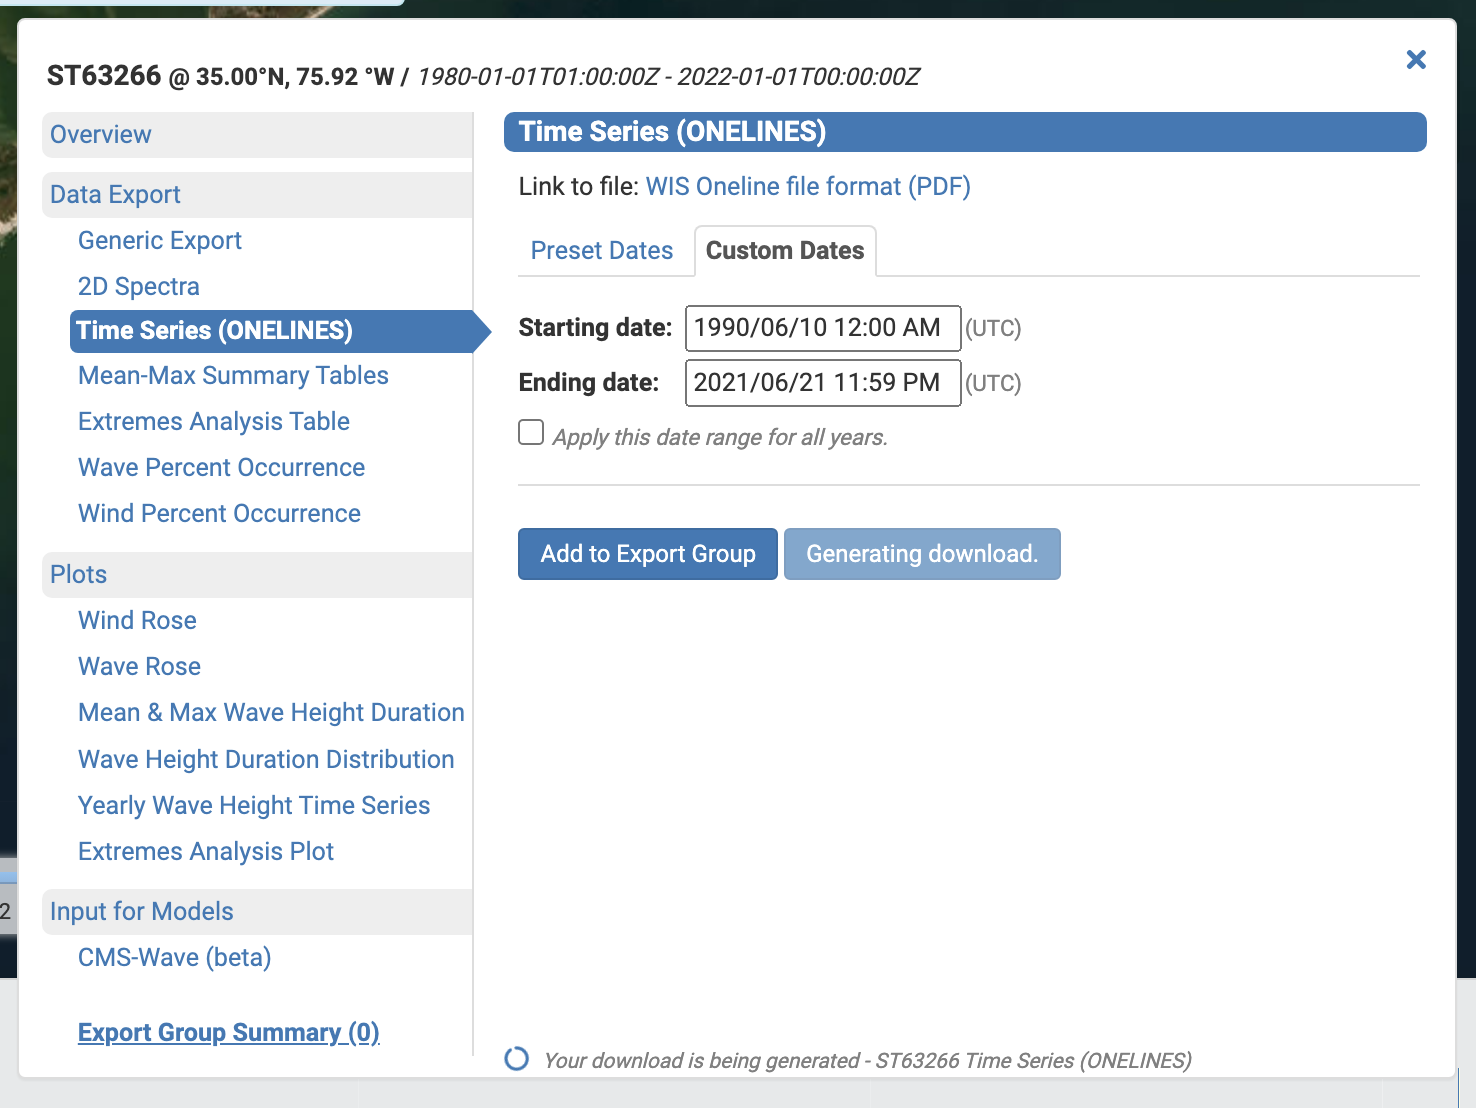 ST63266 @ 35.00°N, 75.92 °W / 1980-01-01T01:00:00Z - 2022-01-01T00:00:00Z
Overview
Data Export
Generic Export
2D Spectra
Time Series (ONELINES)
Mean-Max Summary Tables
Extremes Analysis Table
Wave Percent Occurrence
Wind Percent Occurrence
Plots
Wind Rose
Wave Rose
Mean & Max Wave Height Duration
Wave Height Duration Distribution
Yearly Wave Height Time Series
Extremes Analysis Plot
Input for Models
CMS-Wave (beta)
Export Group Summary (0)
Time Series (ONELINES)
Link to file: WIS Oneline file format (PDF)
Preset Dates Custom Dates
Starting date: 1990/06/10 12:00 AM (UTC)
Ending date: 2021/06/21 11:59 PM (UTC)
Apply this date range for all years.
Add to Export Group Generating download.
Your download is being generated - ST63266 Time Series (ONELINES)
2